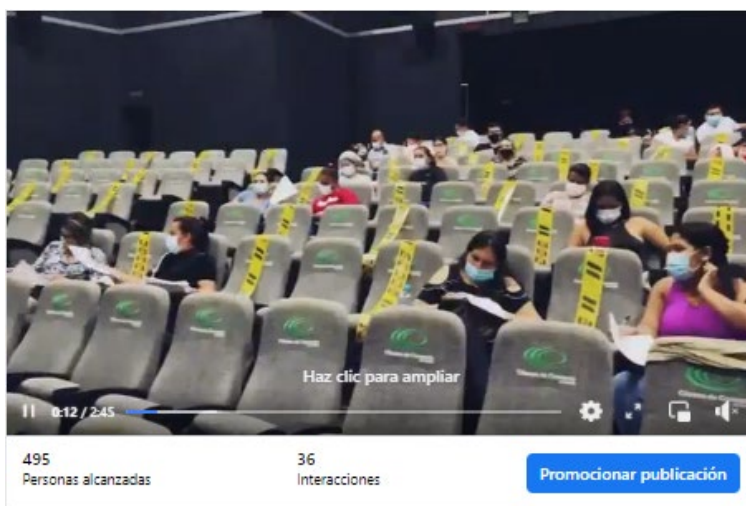 Haz clic para ampliar
0:12 / 2:45
495
Personas alcanzadas
36
Interacciones
Promocionar publicación